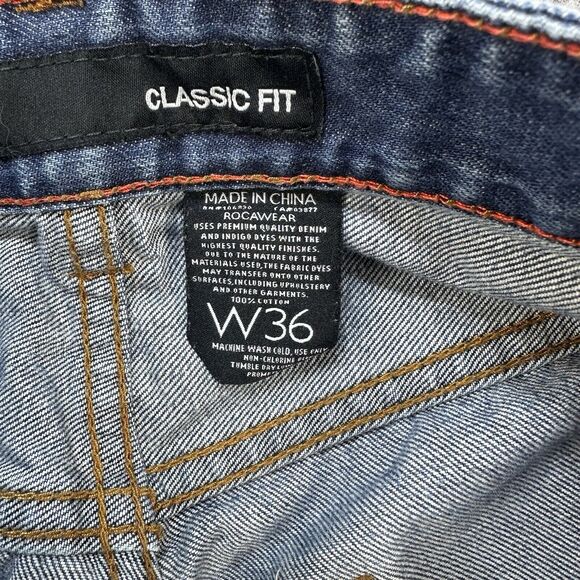 CLASSIC FIT
MADE IN CHINA
ROCAWEAR
USES PREMIUM QUALITY DENIM
AND INDIGO DYES WITH THE
HIGHEST QUALITY FINISHES.
DUE TO THE NATURE OF THE
MATERIALS USED,THE FABRIC DYES
MAY TRANSFER ONTO OTHER
SURFACES,INCLUDING UPHOLSTERY
AND OTHER GARMENTS.
100% COTTON
W36
MACHINE WASH COLD, USE ONLY
NON-CHLORINE
TUMBLE DRY